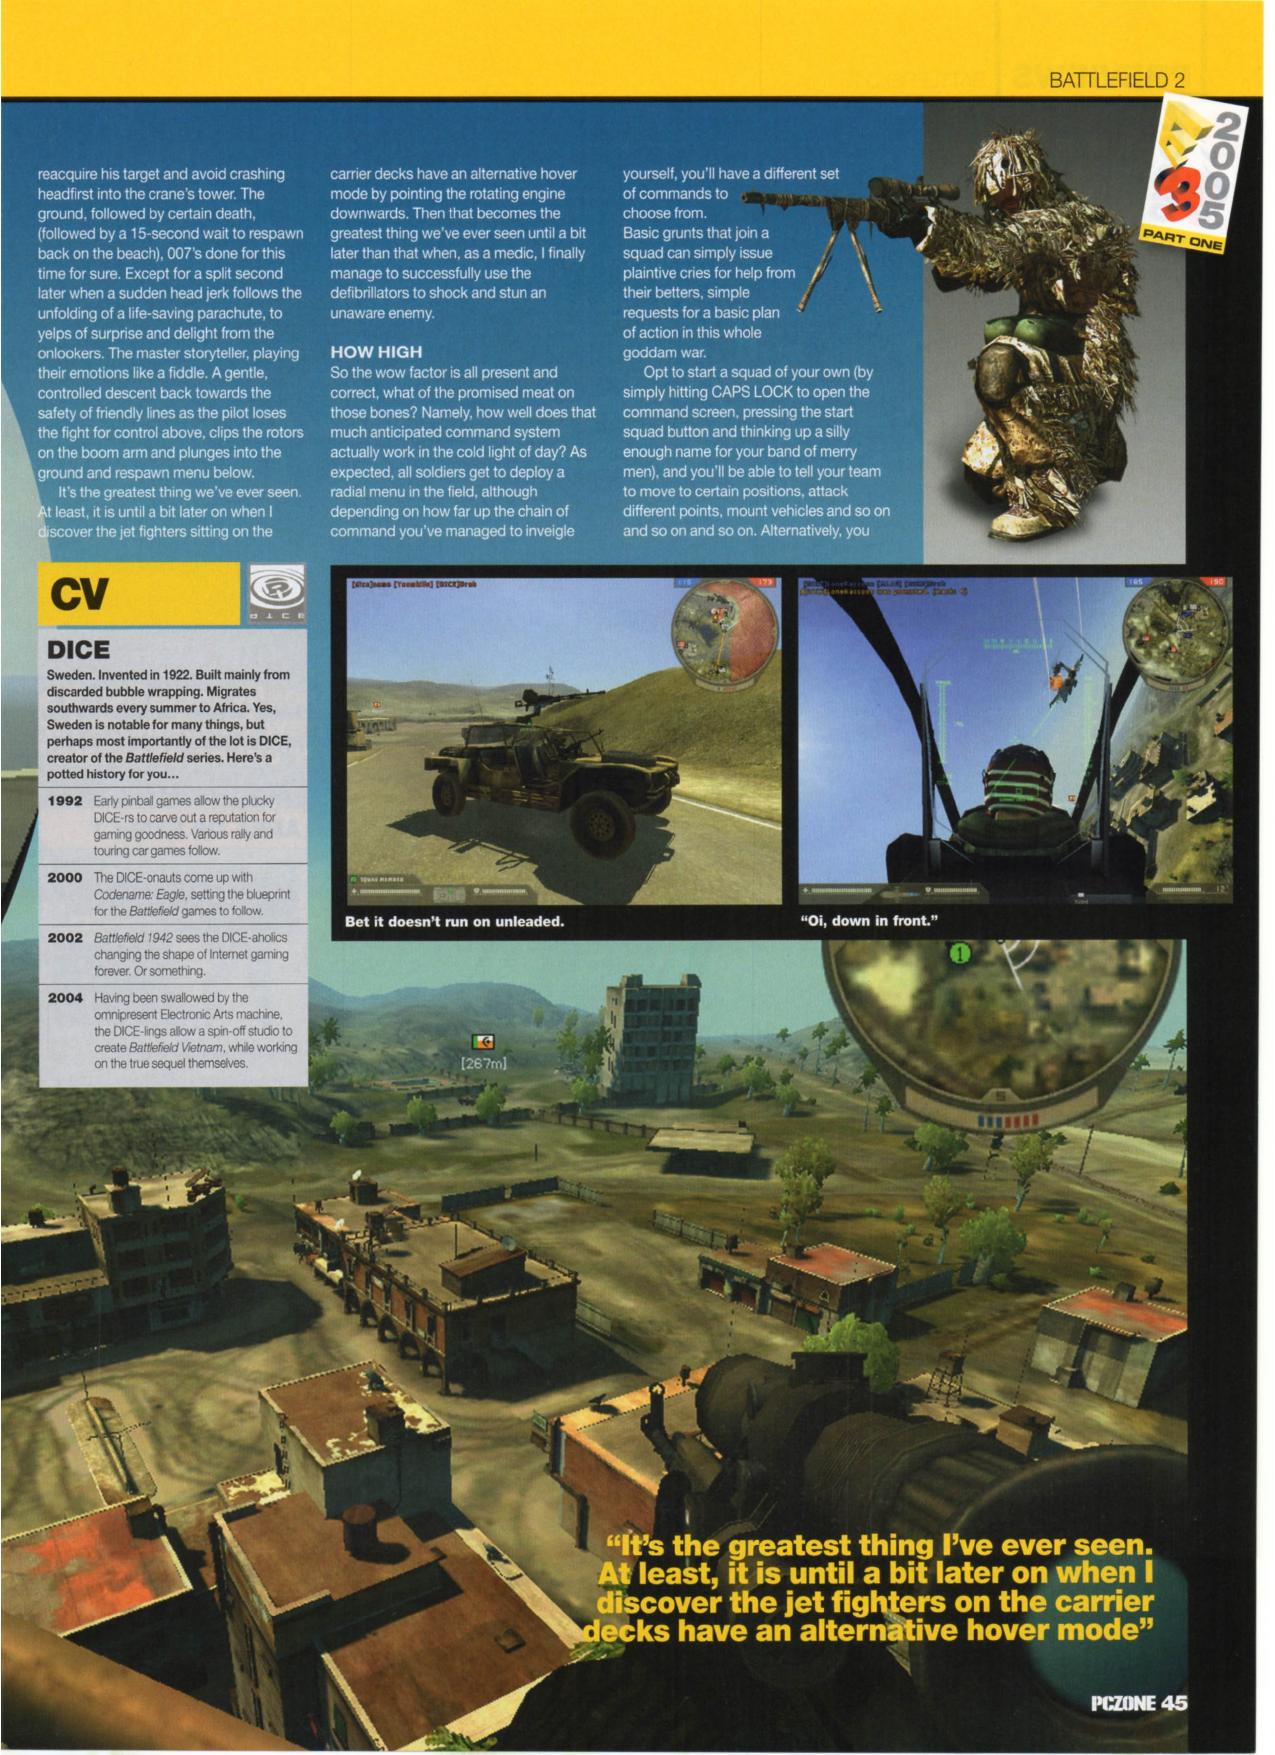 BATTLEFIELD 2
E3
2005
PART ONE
reacquire his target and avoid crashing
headfirst into the crane's tower. The
ground, followed by certain death,
(followed by a 15-second wait to respawn
back on the beach), 007's done for this
time for sure. Except for a split second
later when a sudden head jerk follows the
unfolding of a life-saving parachute, to
yelps of surprise and delight from the
onlookers. The master storyteller, playing
their emotions like a fiddle. A gentle,
controlled descent back towards the
safety of friendly lines as the pilot loses
the fight for control above, clips the rotors
on the boom arm and plunges into the
ground and respawn menu below.
It's the greatest thing we've ever seen.
At least, it is until a bit later on when I
discover the jet fighters sitting on the
carrier decks have an alternative hover
mode by pointing the rotating engine
downwards. Then that becomes the
greatest thing we've ever seen until a bit
later than that when, as a medic, I finally
manage to successfully use the
defibrillators to shock and stun an
unaware enemy.
HOW HIGH
So the wow factor is all present and
correct, what of the promised meat on
those bones? Namely, how well does that
much anticipated command system
actually work in the cold light of day? As
expected, all soldiers get to deploy a
radial menu in the field, although
depending on how far up the chain of
command you've managed to inveigle
yourself, you'll have a different set
of commands to
choose from.
Basic grunts that join a
squad can simply issue
plaintive cries for help from
their betters, simple
requests for a basic plan
of action in this whole
goddam war.
Opt to start a squad of your own (by
simply hitting CAPS LOCK to open the
command screen, pressing the start
squad button and thinking up a silly
enough name for your band of merry
men), and you'll be able to tell your team
to move to certain positions, attack
different points, mount vehicles and so on
and so on and so on. Alternatively, you
CV
DICE
DICE
Sweden. Invented in 1922. Built mainly from
discarded bubble wrapping. Migrates
southwards every summer to Africa. Yes,
Sweden is notable for many things, but
perhaps most importantly of the lot is DICE,
creator of the Battlefield series. Here's a
potted history for you...
1992 Early pinball games allow the plucky
DICE-rs to carve out a reputation for
gaming goodness. Various rally and
touring car games follow.
2000 The DICE-onauts come up with
Codename: Eagle, setting the blueprint
for the Battlefield games to follow.
2002 Battlefield 1942 sees the DICE-aholics
changing the shape of Internet gaming
forever. Or something.
2004 Having been swallowed by the
omnipresent Electronic Arts machine,
the DICE-lings allow a spin-off studio to
create Battlefield Vietnam, while working
on the true sequel themselves.
173
SQUAD MEMBER
Bet it doesn't run on unleaded.
185
190
"Oi, down in front."
1
S
[267m]
"It's the greatest thing I've ever seen.
At least, it is until a bit later on when I
discover the jet fighters on the carrier
decks have an alternative hover mode"
PCZONE 45